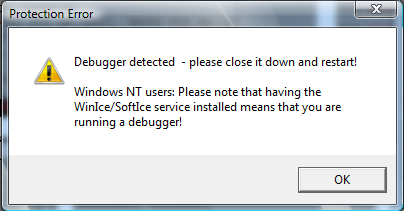 Protection Error
Debugger detected  - please close it down and restart!
Windows NT users: Please note that having the
WinIce/SoftIce service installed means that you are
running a debugger!
OK